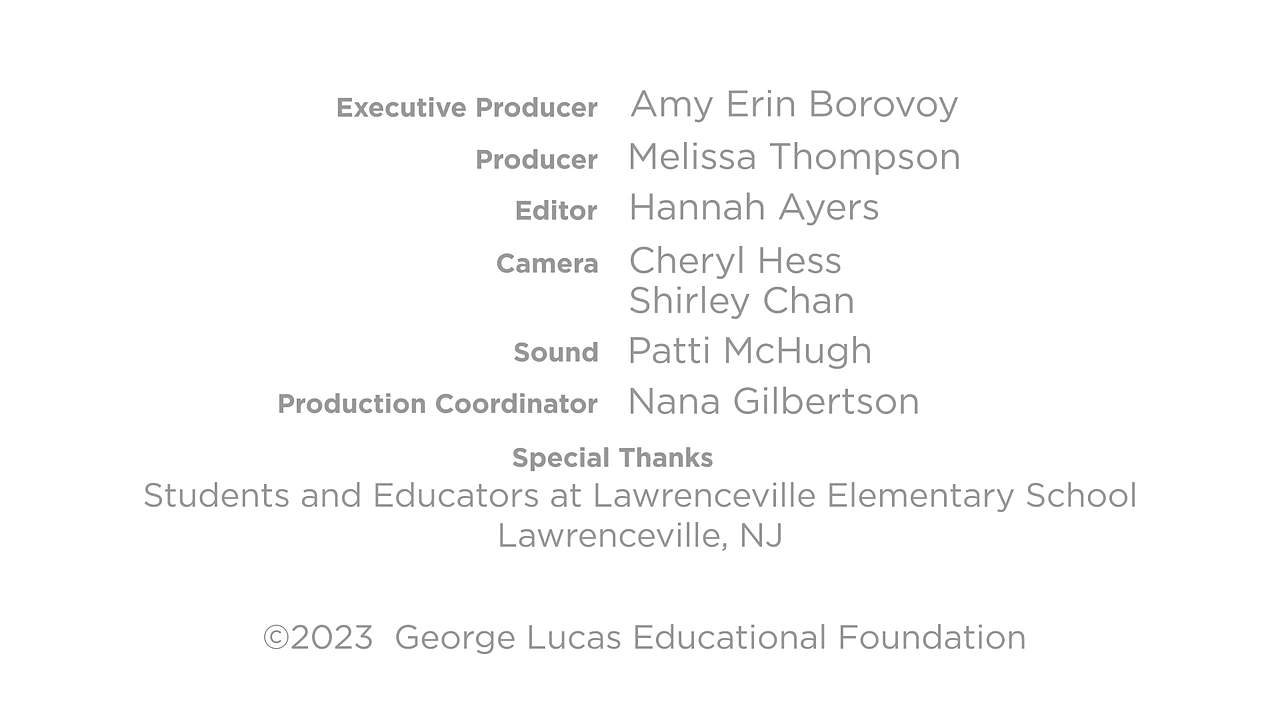 Executive Producer Amy Erin Borovoy
Producer Melissa Thompson
Editor Hannah Ayers
Camera Cheryl Hess
Shirley Chan
Sound Patti McHugh
Production Coordinator Nana Gilbertson
Special Thanks
Students and Educators at Lawrenceville Elementary School
Lawrenceville, NJ
©2023 George Lucas Educational Foundation